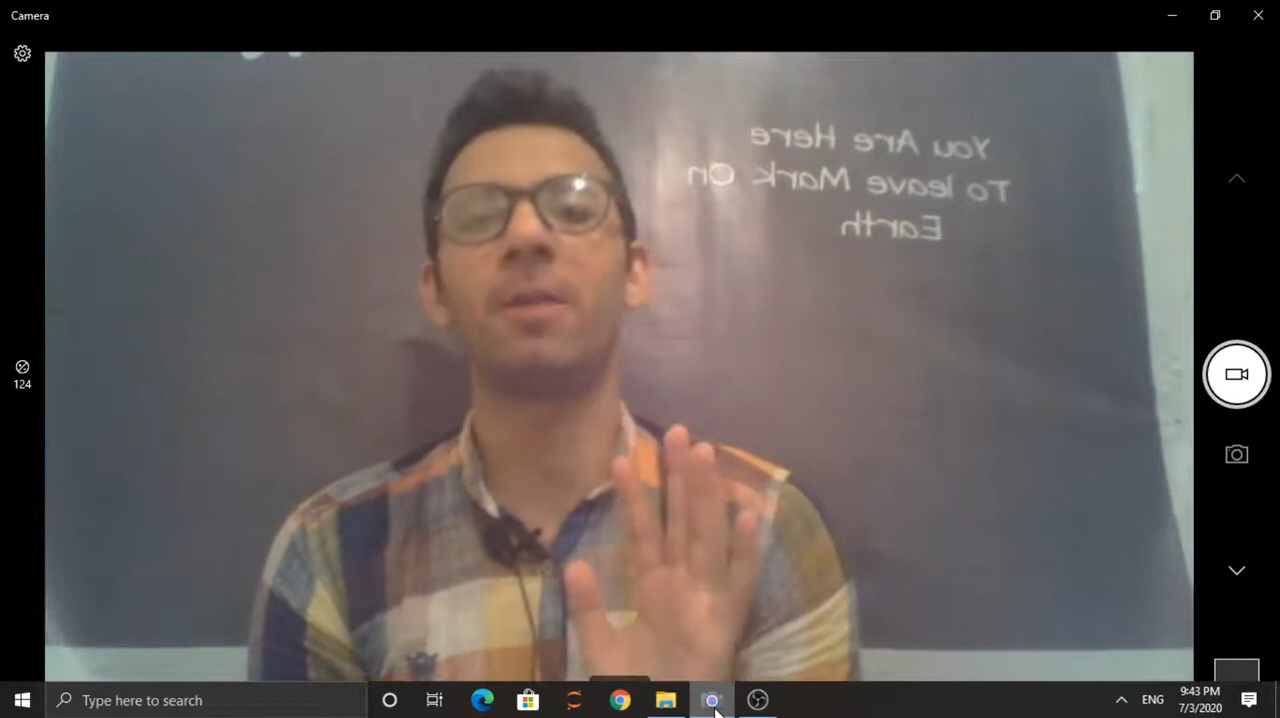 Camera
You Are Here
To leave Mark On
Earth
124
Type here to search
ENG
9:43 PM
7/3/2020